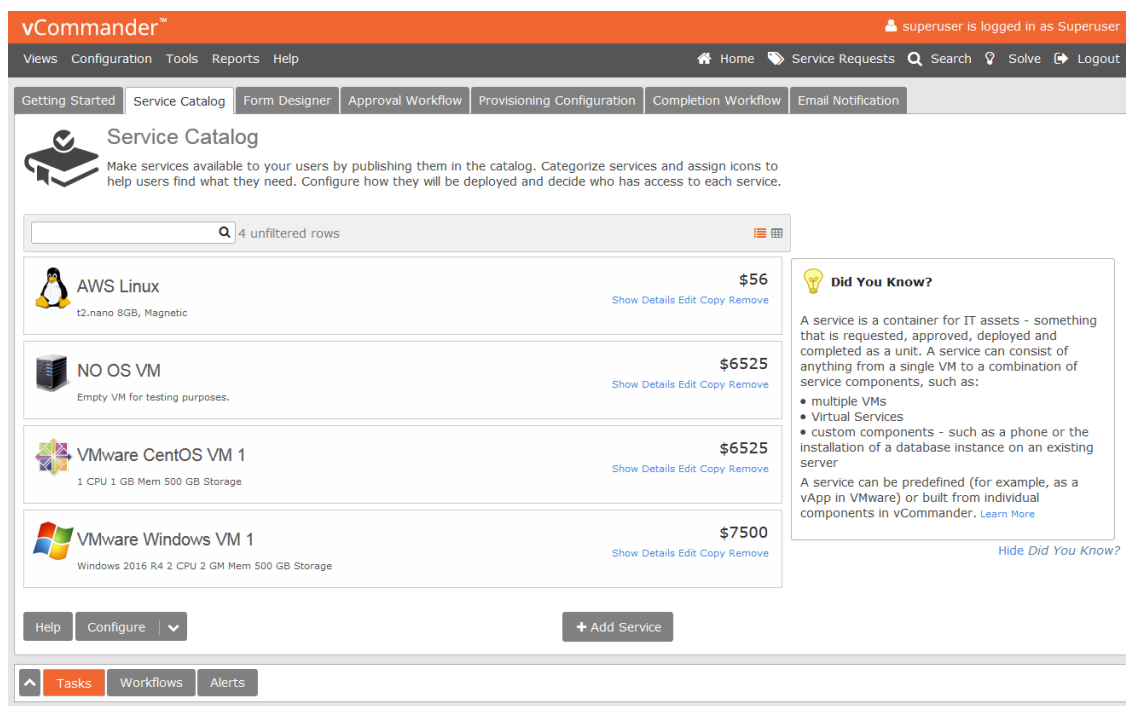 vCommander™
superuser is logged in as Superuser
Views Configuration Tools Reports Help
Home Service Requests Search Solve Logout
Getting Started Service Catalog Form Designer Approval Workflow Provisioning Configuration Completion Workflow Email Notification
Service Catalog
Make services available to your users by publishing them in the catalog. Categorize services and assign icons to
help users find what they need. Configure how they will be deployed and decide who has access to each service.
4 unfiltered rows
AWS Linux
t2.nano 8GB, Magnetic
$56
Show Details Edit Copy Remove
NO OS VM
Empty VM for testing purposes.
$6525
Show Details Edit Copy Remove
VMware CentOS VM 1
1 CPU 1 GB Mem 500 GB Storage
$6525
Show Details Edit Copy Remove
VMware Windows VM 1
Windows 2016 R4 2 CPU 2 GM Mem 500 GB Storage
$7500
Show Details Edit Copy Remove
Did You Know?
A service is a container for IT assets - something
that is requested, approved, deployed and
completed as a unit. A service can consist of
anything from a single VM to a combination of
service components, such as:
• multiple VMs
• Virtual Services
• custom components - such as a phone or the
installation of a database instance on an existing
server
A service can be predefined (for example, as a
vApp in VMware) or built from individual
components in vCommander. Learn More
Hide Did You Know?
Help Configure
+ Add Service
Tasks Workflows Alerts